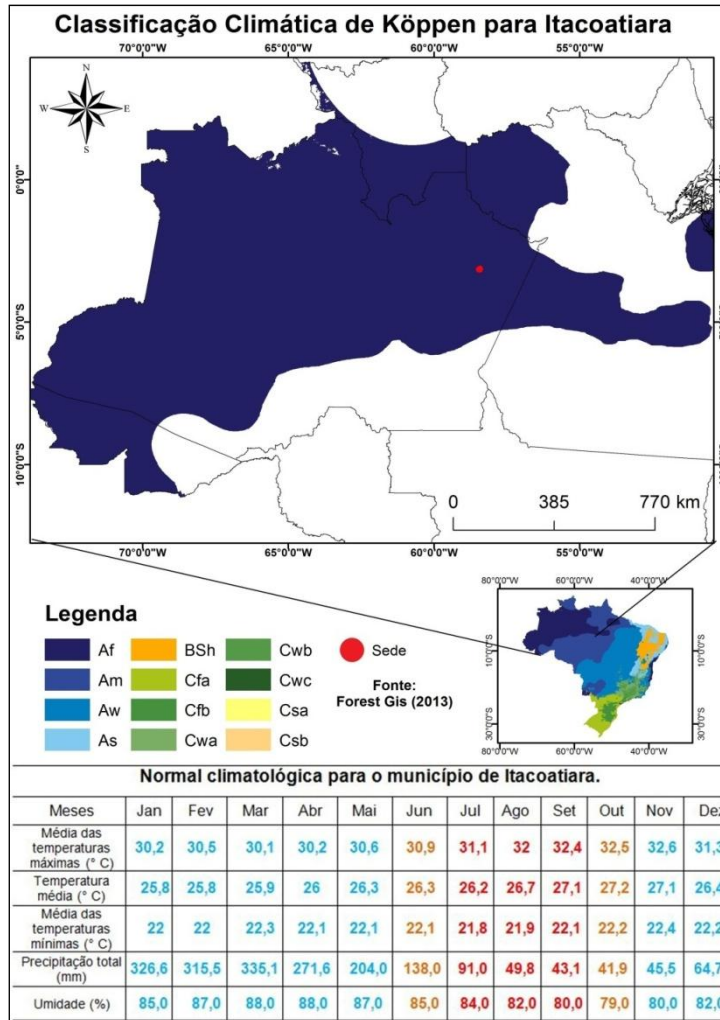 Classificação Climática de Köppen para Itacoatiara
70°0'0"W 65°0'0"W 60°0'0"W 55°0'0"W
N
W E
S
0°0'0"
5°0'0"S
10°0'0"S
0 385 770 km
70°0'0"W 65°0'0"W 60°0'0"W 55°0'0"W
Legenda
Af BSh Cwb
Am Cfa Cwc
Aw Cfb Csa
As Cwa Csb
Sede
Fonte:
Forest Gis (2013)
80°0'0"W 60°0'0"W 40°0'0"W
10°0'0"S
30°0'0"S
10°0'0"S
30°0'0"S
80°0'0"W 60°0'0"W 40°0'0"W
Normal climatológica para o município de Itacoatiara.
Meses Jan Fev Mar Abr Mai Jun Jul Ago Set Out Nov Dez
Média das
temperaturas
máximas (° C)
30,2 30,5 30,1 30,2 30,6 30,9 31,1 32 32,4 32,5 32,6 31,3
Temperatura
média (° C)
25,8 25,8 25,9 26 26,3 26,3 26,2 26,7 27,1 27,2 27,1 26,4
Média das
temperaturas
mínimas (° C)
22 22 22,3 22,1 22,1 22,1 21,8 21,9 22,1 22,2 22,4 22,2
Precipitação total
(mm)
326,6 315,5 335,1 271,6 204,0 138,0 91,0 49,8 43,1 41,9 45,5 64,7
Umidade (%) 85,0 87,0 88,0 88,0 87,0 85,0 84,0 82,0 80,0 79,0 80,0 82,0